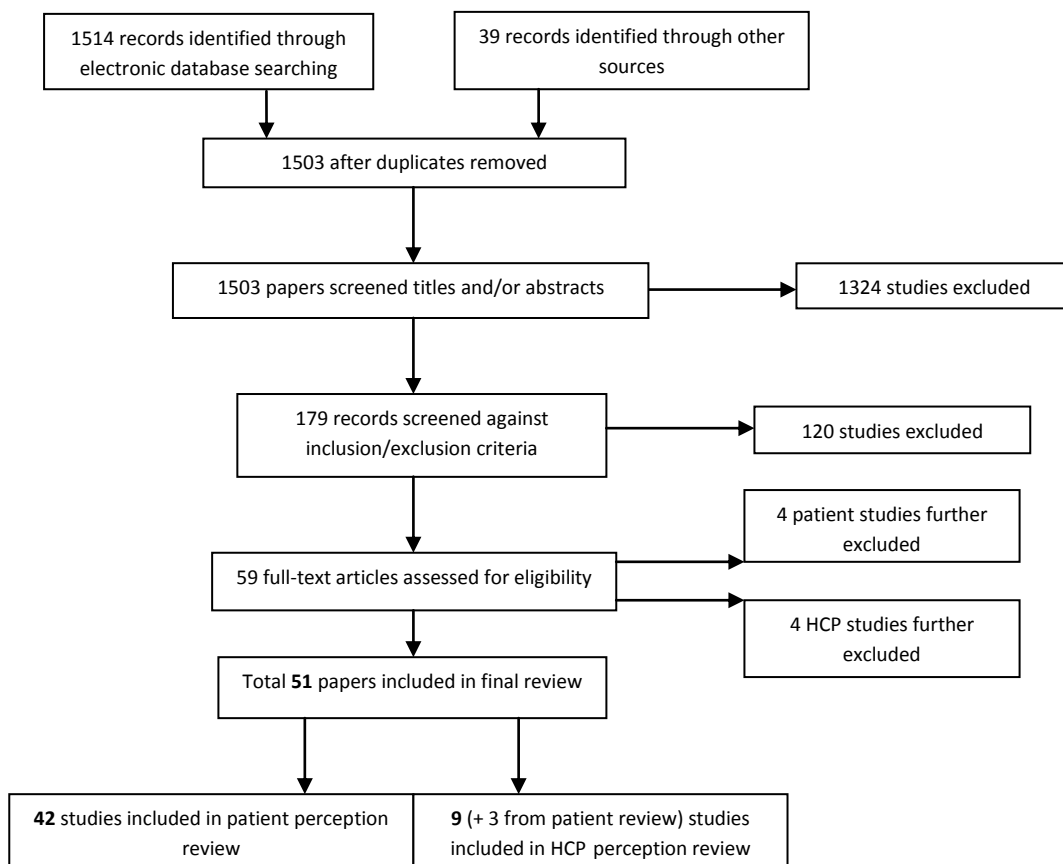 1514 records identified through
electronic database searching
39 records identified through other
sources
1503 after duplicates removed
1503 papers screened titles and/or abstracts
1324 studies excluded
179 records screened against
inclusion/exclusion criteria
120 studies excluded
4 patient studies further
excluded
59 full-text articles assessed for eligibility
4 HCP studies further
excluded
Total 51 papers included in final review
42 studies included in patient perception
review
9 (+ 3 from patient review) studies
included in HCP perception review